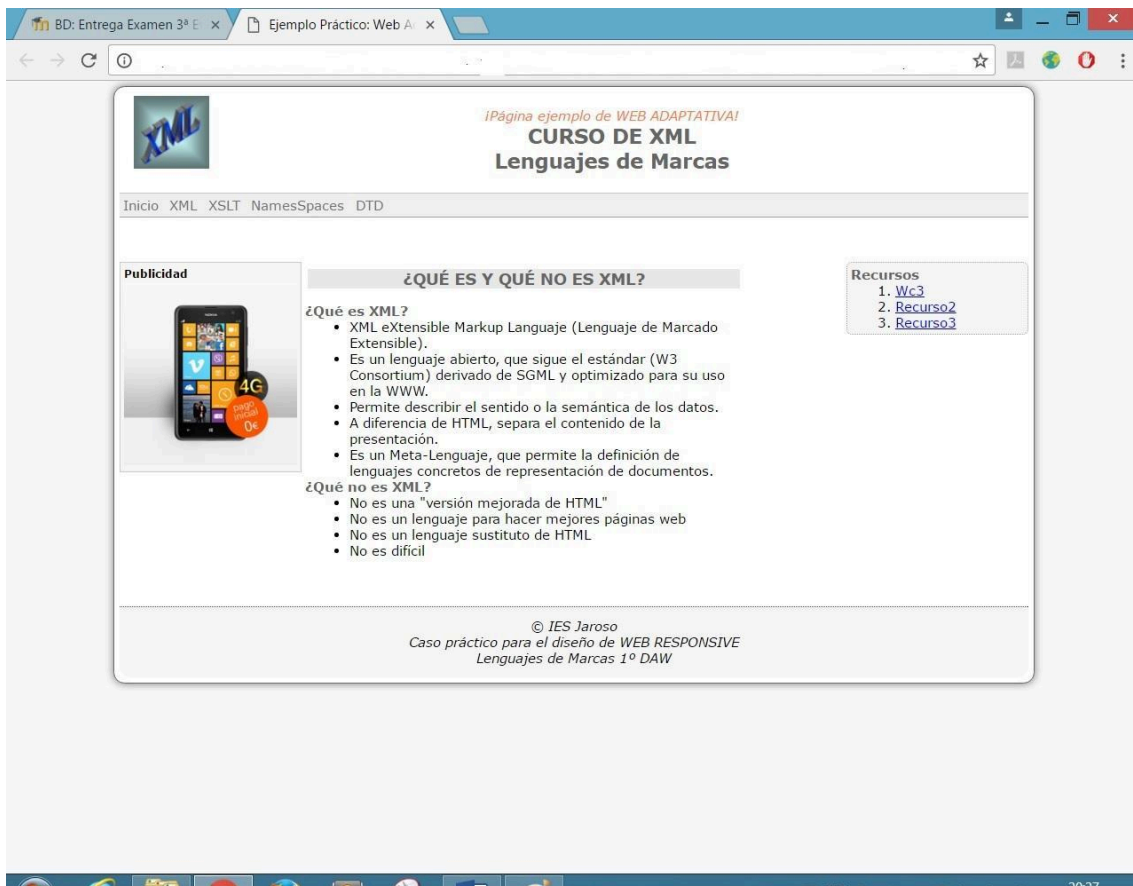 BD: Entrega Examen 3ª E
Ejemplo Práctico: Web A
XML
¡Página ejemplo de WEB ADAPTATIVA!
CURSO DE XML
Lenguajes de Marcas
Inicio XML XSLT NamesSpaces DTD
Publicidad
4G
pago
inicial
0€
¿QUÉ ES Y QUÉ NO ES XML?
¿Qué es XML?
• XML eXtensible Markup Languaje (Lenguaje de Marcado
Extensible).
• Es un lenguaje abierto, que sigue el estándar (W3
Consortium) derivado de SGML y optimizado para su uso
en la WWW.
• Permite describir el sentido o la semántica de los datos.
• A diferencia de HTML, separa el contenido de la
presentación.
• Es un Meta-Lenguaje, que permite la definición de
lenguajes concretos de representación de documentos.
¿Qué no es XML?
• No es una "versión mejorada de HTML"
• No es un lenguaje para hacer mejores páginas web
• No es un lenguaje sustituto de HTML
• No es difícil
Recursos
1. Wc3
2. Recurso2
3. Recurso3
© IES Jaroso
Caso práctico para el diseño de WEB RESPONSIVE
Lenguajes de Marcas 1º DAW